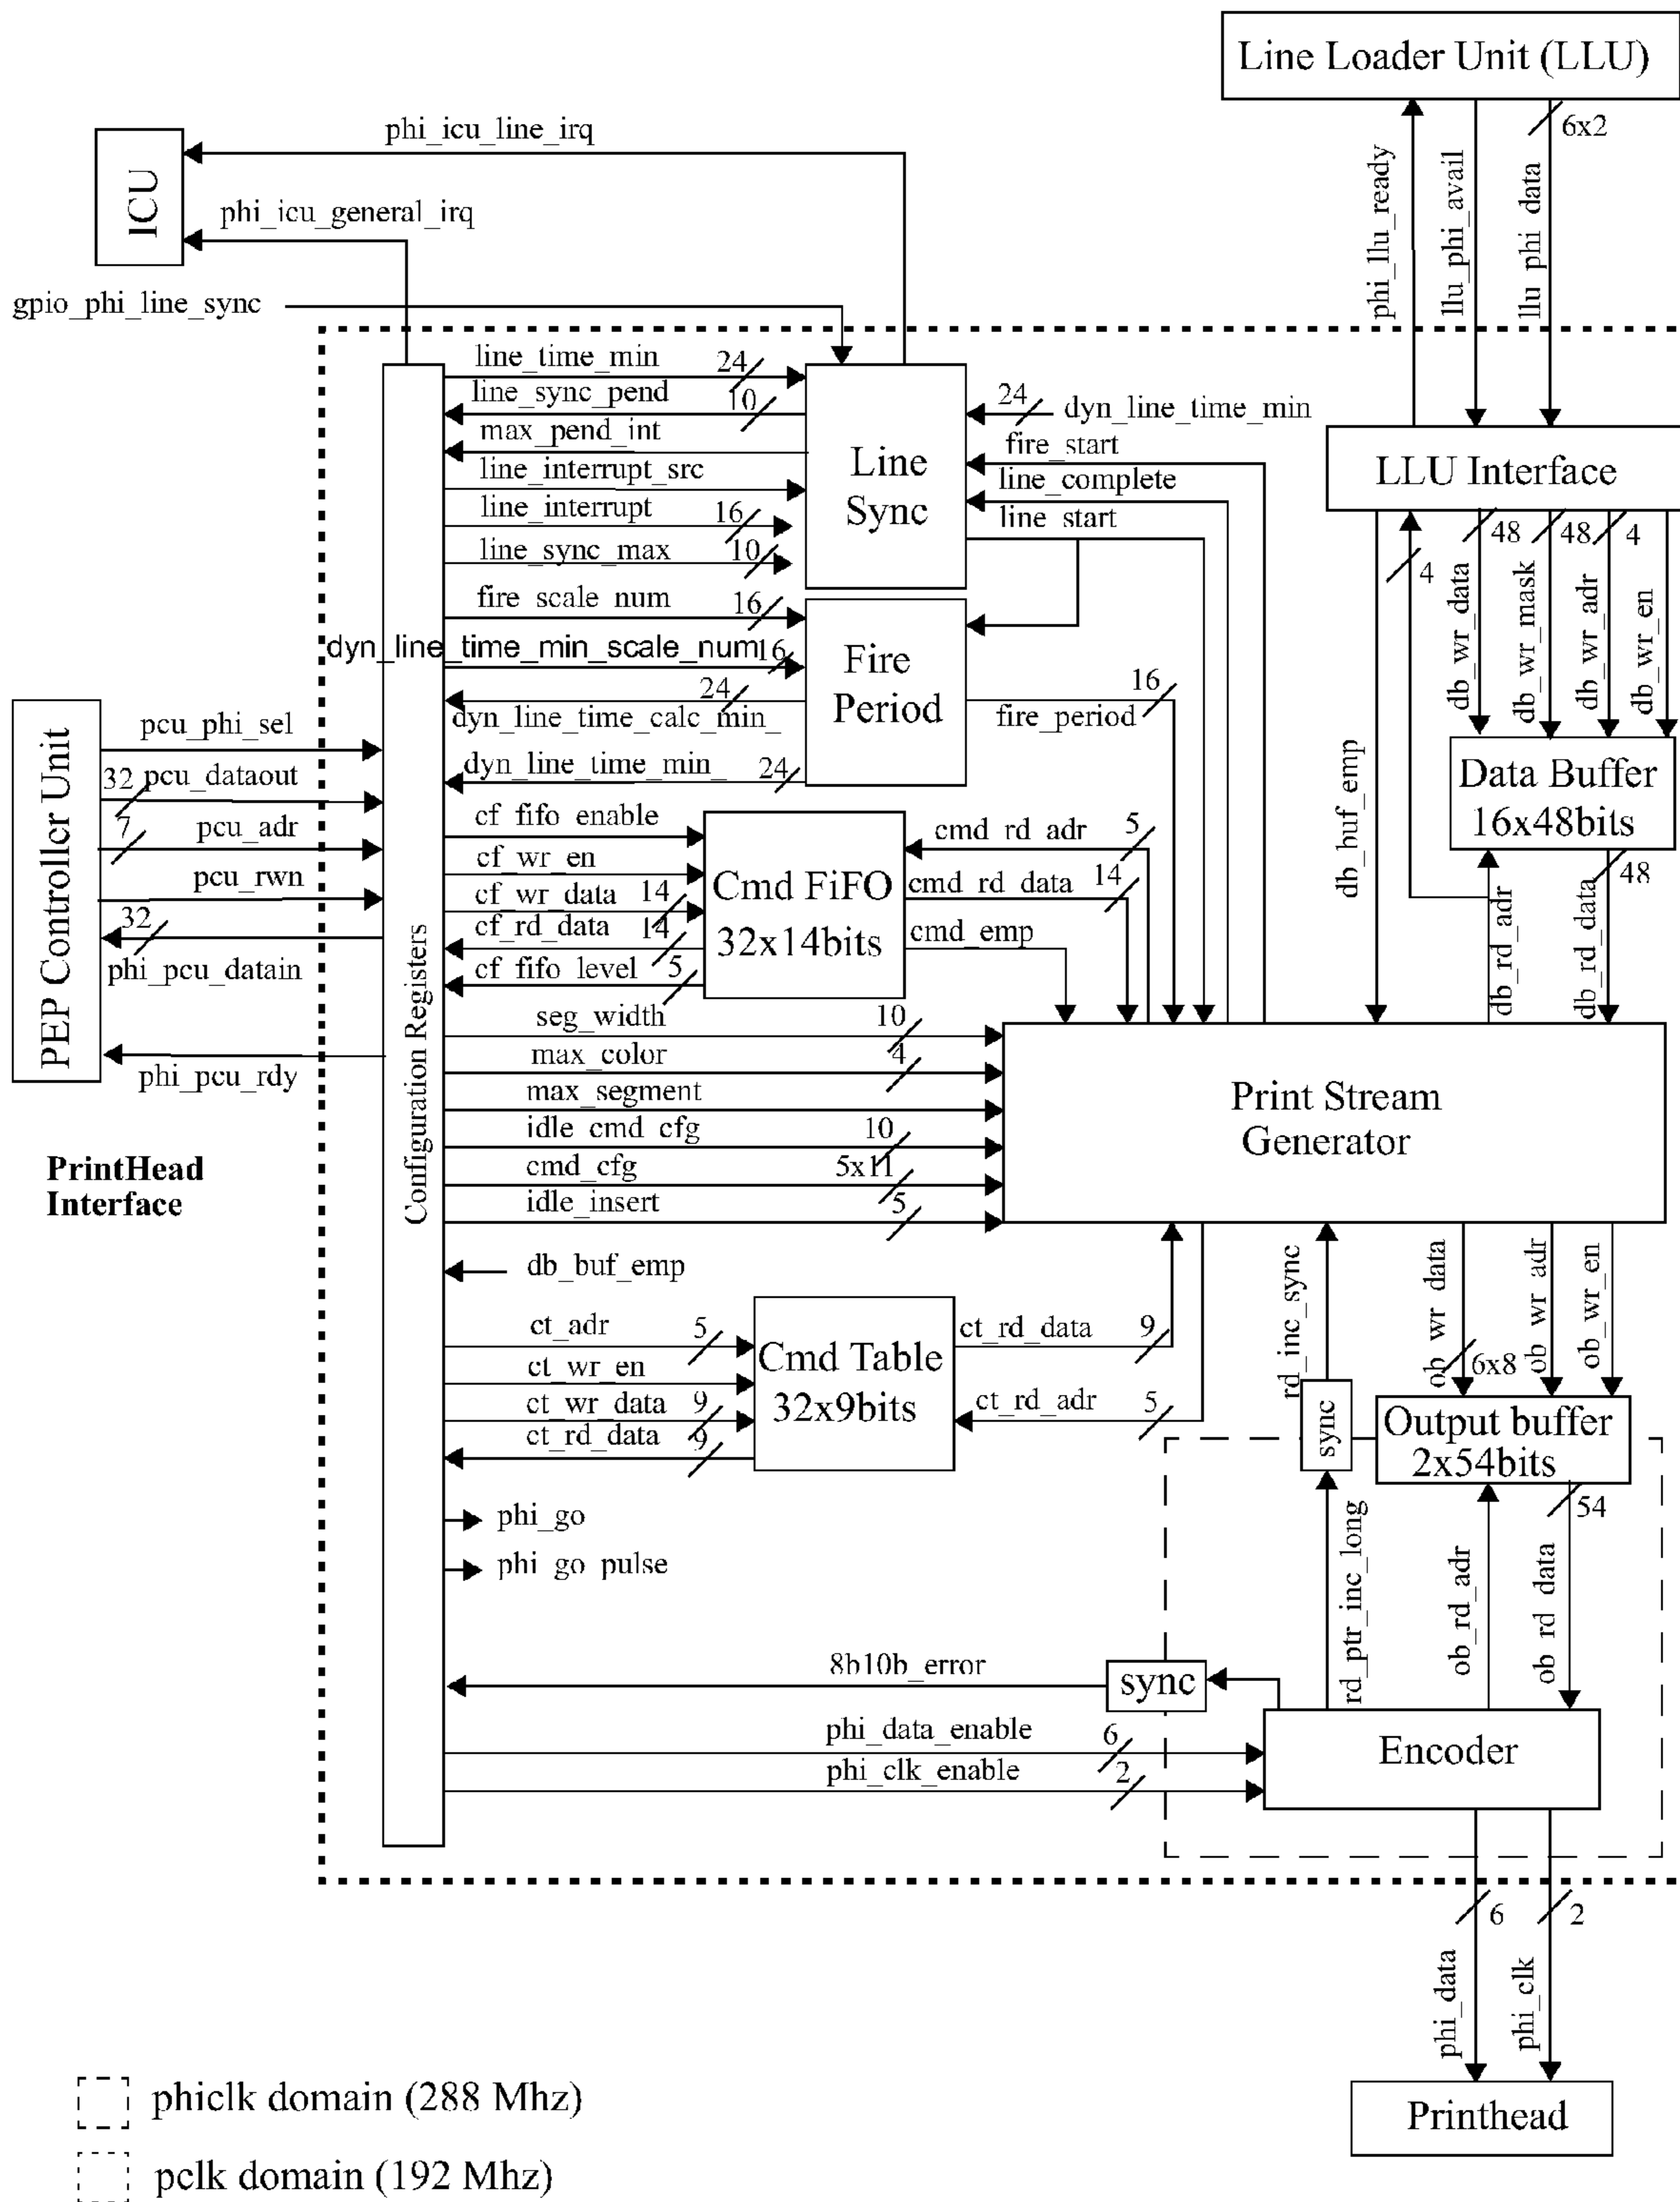 Line Loader Unit (LLU)
6x2
phi_llu_ready
llu_phi_avail
llu_phi_data
ICU
phi_icu_line_irq
phi_icu_general_irq
gpio_phi_line_sync
line_time_min
24
line_sync_pend
10
max_pend_int
line_interrupt_src
line_interrupt
16
line_sync_max
10
Line
Sync
24
dyn_line_time_min
fire_start
line_complete
line_start
LLU Interface
48
48
4
4
db_wr_data
db_wr_mask
db_wr_adr
db_wr_en
db_buf_emp
fire_scale_num
16
dyn_line_time_min_scale_num
16
24
dyn_line_time_calc_min_
dyn_line_time_min_
24
Fire
Period
16
fire_period
Data Buffer
16x48bits
48
db_rd_adr
db_rd_data
PEP Controller Unit
pcu_phi_sel
32
pcu_dataout
7
pcu_adr
pcu_rwn
32
phi_pcu_datain
phi_pcu_rdy
Configuration Registers
cf_fifo_enable
cf_wr_en
cf_wr_data
14
cf_rd_data
14
cf_fifo_level
5
Cmd FiFO
32x14bits
cmd_rd_adr
5
cmd_rd_data
14
cmd_emp
seg_width
10
max_color
4
max_segment
idle_cmd_cfg
10
cmd_cfg
5x11
idle_insert
5
Print Stream
Generator
PrintHead
Interface
db_buf_emp
ct_adr
5
ct_wr_en
ct_wr_data
9
ct_rd_data
9
Cmd Table
32x9bits
ct_rd_data
9
ct_rd_adr
5
rd_inc_sync
ob_wr_data
6x8
ob_wr_adr
ob_wr_en
sync
Output buffer
2x54bits
54
rd_ptr_inc_long
ob_rd_adr
ob_rd_data
phi_go
phi_go_pulse
8b10b_error
sync
phi_data_enable
6
phi_clk_enable
2
Encoder
6
2
phi_data
phi_clk
Printhead
phiclk domain (288 Mhz)
pclk domain (192 Mhz)